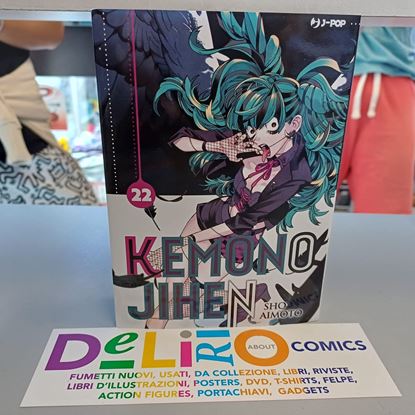 J-POP
22
KEMONO
JIHEN
SHO
AIMOTO
DeLiRIO ABOUT COMICS
FUMETTI NUOVI, USATI, DA COLLEZIONE, LIBRI, RIVISTE,
LIBRI D'ILLUSTRAZIONI, POSTERS, DVD, T-SHIRTS, FELPE,
ACTION FIGURES, PORTACHIAVI, GADGETS